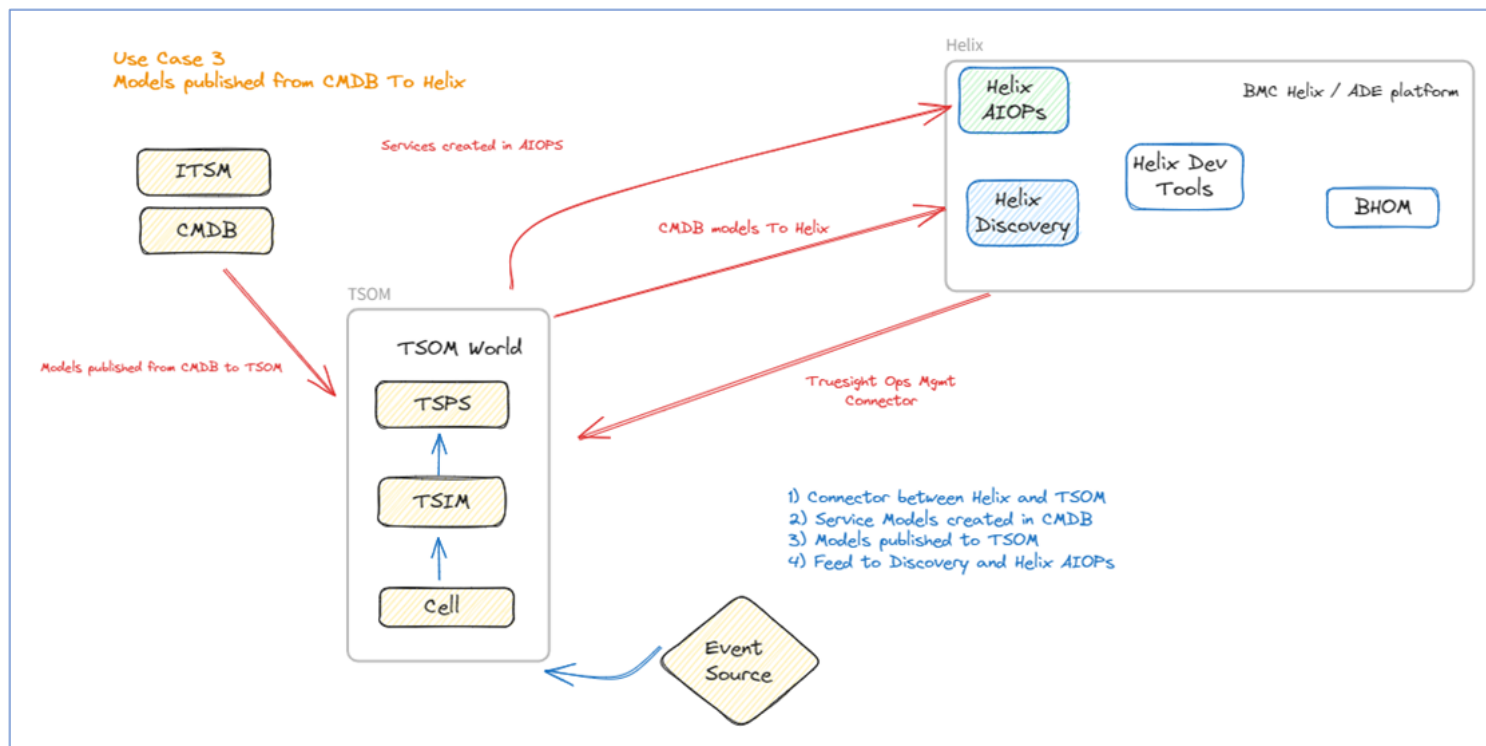 Use Case 3
Models published from CMDB To Helix
Helix
BMC Helix / ADE platform
Helix
AIOPs
Helix Dev
Tools
Helix
Discovery
BHOM
Services created in AIOPS
ITSM
CMDB
CMDB models To Helix
TSOM
TSOM World
Models published from CMDB to TSOM
Truesight Ops Mgmt
Connector
TSPS
TSIM
Cell
1) Connector between Helix and TSOM
2) Service Models created in CMDB
3) Models published to TSOM
4) Feed to Discovery and Helix AIOPs
Event
Source